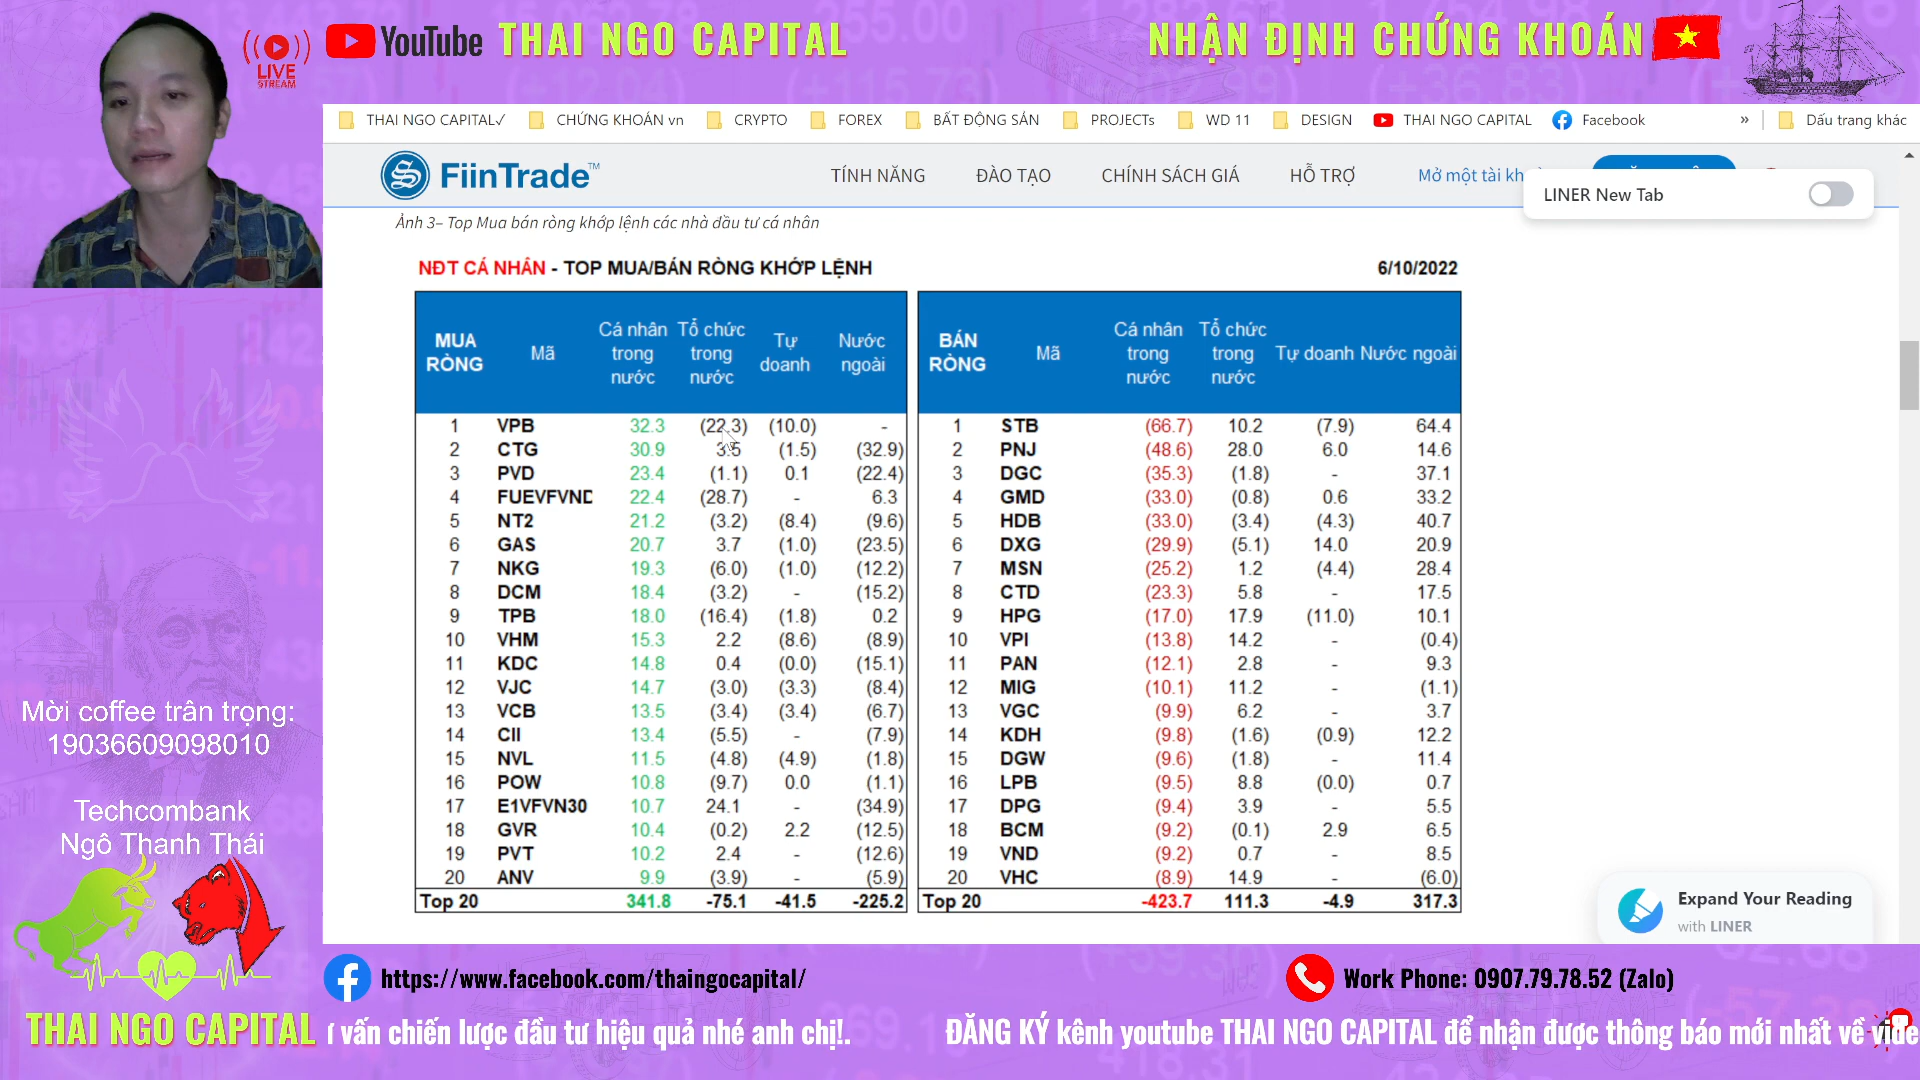 LIVE
STREAM
YouTube THAI NGO CAPITAL
NHẬN ĐỊNH CHỨNG KHOÁN
THAI NGO CAPITAL✓ CHỨNG KHOÁN vn CRYPTO FOREX BẤT ĐỘNG SẢN PROJECTs WD 11 DESIGN THAI NGO CAPITAL Facebook » Dấu trang khác
FiinTrade™ TÍNH NĂNG ĐÀO TẠO CHÍNH SÁCH GIÁ HỖ TRỢ Mở một tài kh
LINER New Tab
Ảnh 3– Top Mua bán ròng khớp lệnh các nhà đầu tư cá nhân
NĐT CÁ NHÂN - TOP MUA/BÁN RÒNG KHỚP LỆNH 6/10/2022
MUA RÒNG Mã Cá nhân trong nước Tổ chức trong nước Tự doanh Nước ngoài BÁN RÒNG Mã Cá nhân trong nước Tổ chức trong nước Tự doanh Nước ngoài
1 VPB 32.3 (22.3) (10.0) - 1 STB (66.7) 10.2 (7.9) 64.4
2 CTG 30.9 3.5 (1.5) (32.9) 2 PNJ (48.6) 28.0 6.0 14.6
3 PVD 23.4 (1.1) 0.1 (22.4) 3 DGC (35.3) (1.8) - 37.1
4 FUEVFVND 22.4 (28.7) - 6.3 4 GMD (33.0) (0.8) 0.6 33.2
5 NT2 21.2 (3.2) (8.4) (9.6) 5 HDB (33.0) (3.4) (4.3) 40.7
6 GAS 20.7 3.7 (1.0) (23.5) 6 DXG (29.9) (5.1) 14.0 20.9
7 NKG 19.3 (6.0) (1.0) (12.2) 7 MSN (25.2) 1.2 (4.4) 28.4
8 DCM 18.4 (3.2) - (15.2) 8 CTD (23.3) 5.8 - 17.5
9 TPB 18.0 (16.4) (1.8) 0.2 9 HPG (17.0) 17.9 (11.0) 10.1
10 VHM 15.3 2.2 (8.6) (8.9) 10 VPI (13.8) 14.2 - (0.4)
11 KDC 14.8 0.4 (0.0) (15.1) 11 PAN (12.1) 2.8 - 9.3
12 VJC 14.7 (3.0) (3.3) (8.4) 12 MIG (10.1) 11.2 - (1.1)
13 VCB 13.5 (3.4) (3.4) (6.7) 13 VGC (9.9) 6.2 - 3.7
14 CII 13.4 (5.5) - (7.9) 14 KDH (9.8) (1.6) (0.9) 12.2
15 NVL 11.5 (4.8) (4.9) (1.8) 15 DGW (9.6) (1.8) - 11.4
16 POW 10.8 (9.7) 0.0 (1.1) 16 LPB (9.5) 8.8 (0.0) 0.7
17 E1VFVN30 10.7 24.1 - (34.9) 17 DPG (9.4) 3.9 - 5.5
18 GVR 10.4 (0.2) 2.2 (12.5) 18 BCM (9.2) (0.1) 2.9 6.5
19 PVT 10.2 2.4 - (12.6) 19 VND (9.2) 0.7 - 8.5
20 ANV 9.9 (3.9) - (5.9) 20 VHC (8.9) 14.9 - (6.0)
Top 20 341.8 -75.1 -41.5 -225.2 Top 20 -423.7 111.3 -4.9 317.3
Expand Your Reading
with LINER
Mời coffee trân trọng:
19036609098010
Techcombank
Ngô Thanh Thái
https://www.facebook.com/thaingocapital/
Work Phone: 0907.79.78.52 (Zalo)
THAI NGO CAPITAL
vấn chiến lược đầu tư hiệu quả nhé anh chị!. ĐĂNG KÝ kênh youtube THAI NGO CAPITAL để nhận được thông báo mới nhất về vide